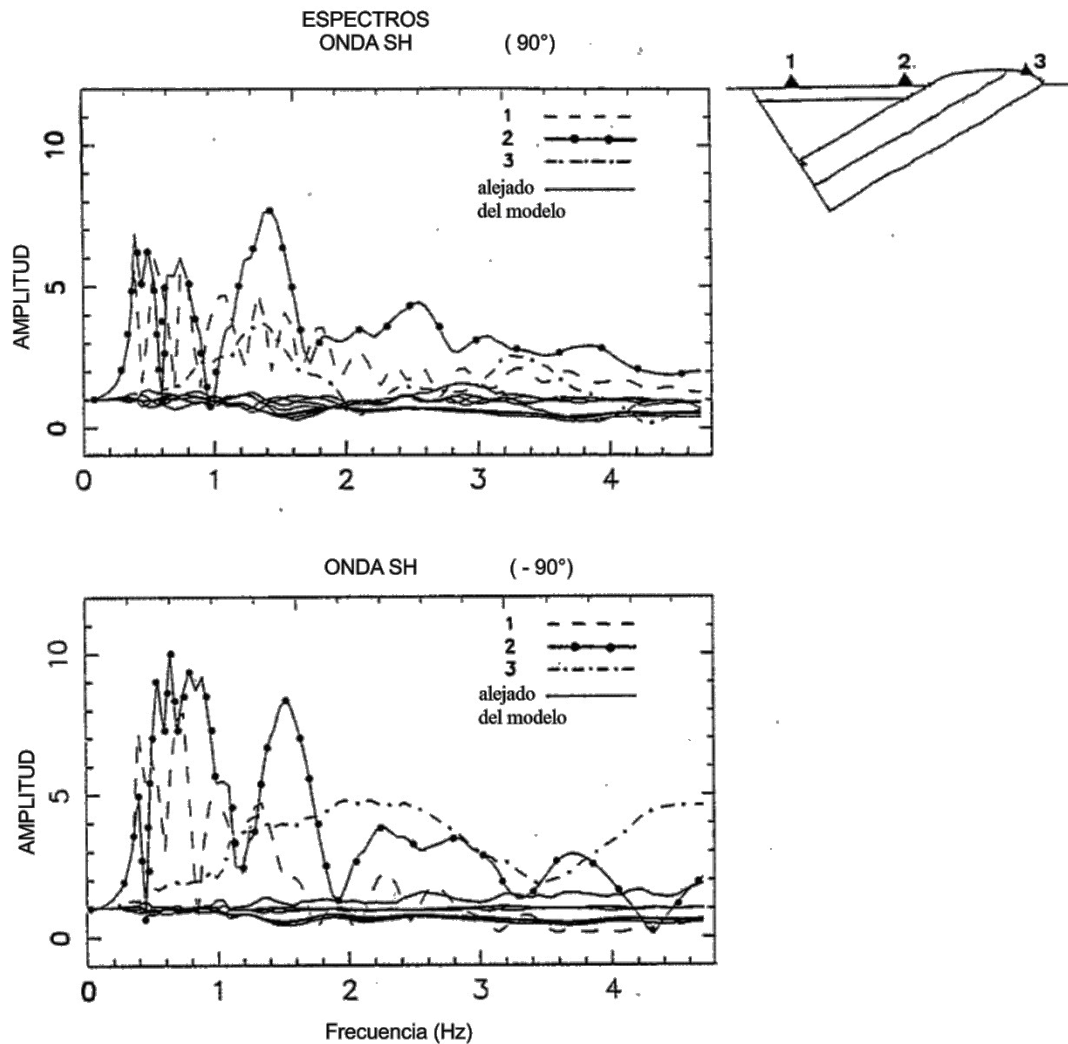 ESPECTROS
ONDA SH ( 90°)
1 2 3
1
2
3
alejado
del modelo
AMPLITUD
10
5
0
0 1 2 3 4
ONDA SH ( - 90°)
1
2
3
alejado
del modelo
AMPLITUD
10
5
0
0 1 2 3 4
Frecuencia (Hz)